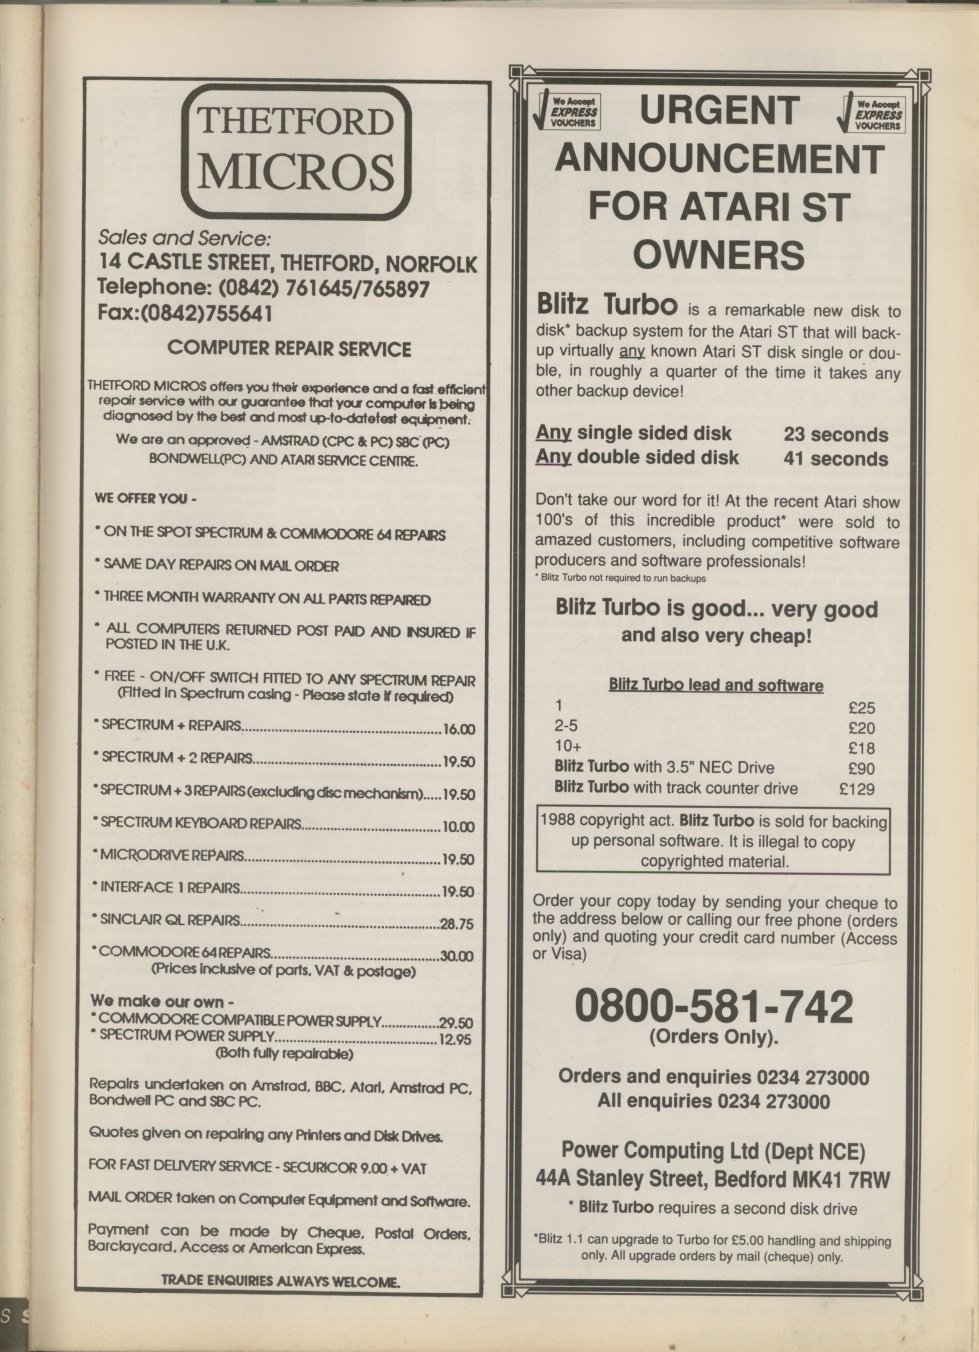 THETFORD
MICROS
Sales and Service:
14 CASTLE STREET, THETFORD, NORFOLK
Telephone: (0842) 761645/765897
Fax:(0842)755641
COMPUTER REPAIR SERVICE
THETFORD MICROS offers you their experience and a fast efficient
repair service with our guarantee that your computer is being
diagnosed by the best and most up-to-datetest equipment.
We are an approved - AMSTRAD (CPC & PC) SBC (PC)
BONDWELL(PC) AND ATARI SERVICE CENTRE.
WE OFFER YOU -
* ON THE SPOT SPECTRUM & COMMODORE 64 REPAIRS
* SAME DAY REPAIRS ON MAIL ORDER
* THREE MONTH WARRANTY ON ALL PARTS REPAIRED
* ALL COMPUTERS RETURNED POST PAID AND INSURED IF
POSTED IN THE U.K.
* FREE - ON/OFF SWITCH FITTED TO ANY SPECTRUM REPAIR
(Fitted in Spectrum casing - Please state if required)
* SPECTRUM + REPAIRS..................................................16.00
* SPECTRUM + 2 REPAIRS...............................................19.50
* SPECTRUM + 3 REPAIRS (excluding disc mechanism).....19.50
* SPECTRUM KEYBOARD REPAIRS...................................10.00
* MICRODRIVE REPAIRS.................................................19.50
* INTERFACE 1 REPAIRS..................................................19.50
* SINCLAIR QL REPAIRS..................................................28.75
* COMMODORE 64 REPAIRS...........................................30.00
(Prices inclusive of parts, VAT & postage)
We make our own -
* COMMODORE COMPATIBLE POWER SUPPLY..............29.50
* SPECTRUM POWER SUPPLY.........................................12.95
(Both fully repairable)
Repairs undertaken on Amstrad, BBC, Atari, Amstrad PC,
Bondwell PC and SBC PC.
Quotes given on repairing any Printers and Disk Drives.
FOR FAST DELIVERY SERVICE - SECURICOR 9.00 + VAT
MAIL ORDER taken on Computer Equipment and Software.
Payment can be made by Cheque, Postal Orders,
Barclaycard, Access or American Express.
TRADE ENQUIRIES ALWAYS WELCOME.
We Accept
EXPRESS
VOUCHERS
We Accept
EXPRESS
VOUCHERS
URGENT
ANNOUNCEMENT
FOR ATARI ST
OWNERS
Blitz Turbo is a remarkable new disk to
disk* backup system for the Atari ST that will back-
up virtually any known Atari ST disk single or dou-
ble, in roughly a quarter of the time it takes any
other backup device!
Any single sided disk 23 seconds
Any double sided disk 41 seconds
Don't take our word for it! At the recent Atari show
100's of this incredible product* were sold to
amazed customers, including competitive software
producers and software professionals!
* Blitz Turbo not required to run backups
Blitz Turbo is good... very good
and also very cheap!
Blitz Turbo lead and software
1 £25
2-5 £20
10+ £18
Blitz Turbo with 3.5" NEC Drive £90
Blitz Turbo with track counter drive £129
1988 copyright act. Blitz Turbo is sold for backing
up personal software. It is illegal to copy
copyrighted material.
Order your copy today by sending your cheque to
the address below or calling our free phone (orders
only) and quoting your credit card number (Access
or Visa)
0800-581-742
(Orders Only).
Orders and enquiries 0234 273000
All enquiries 0234 273000
Power Computing Ltd (Dept NCE)
44A Stanley Street, Bedford MK41 7RW
* Blitz Turbo requires a second disk drive
*Blitz 1.1 can upgrade to Turbo for £5.00 handling and shipping
only. All upgrade orders by mail (cheque) only.